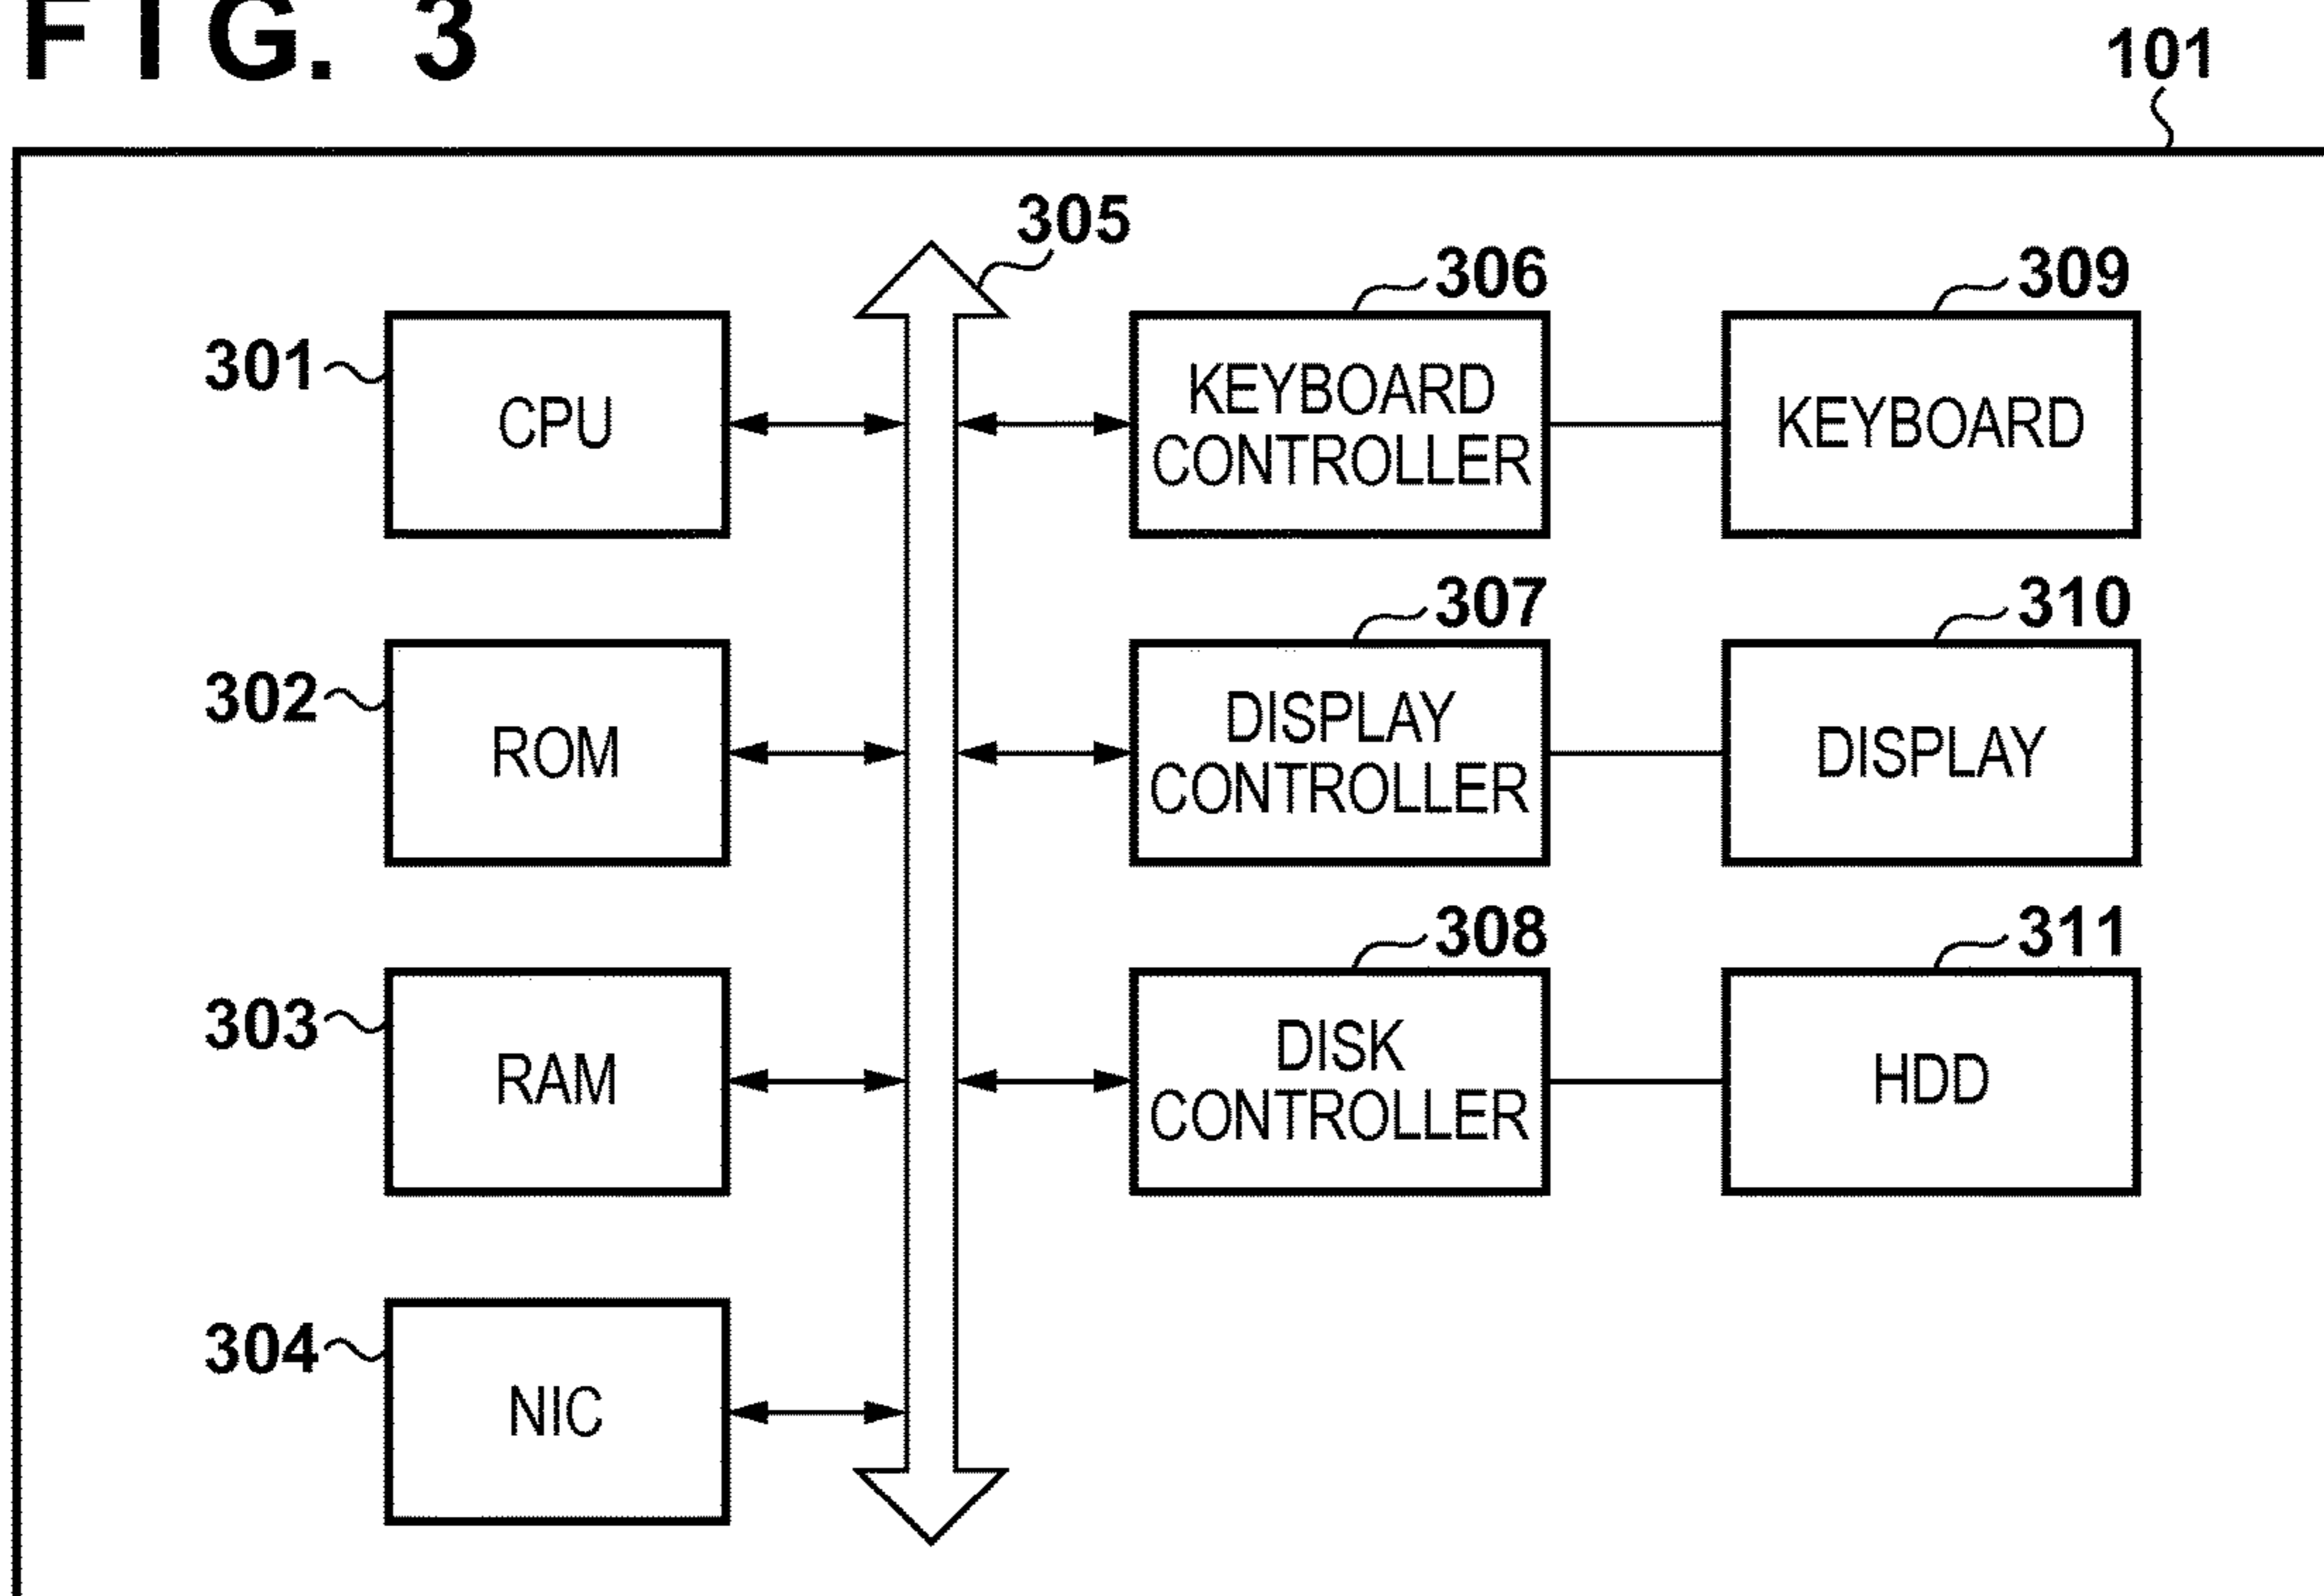 FIG. 3
101
305
306
309
301
CPU
KEYBOARD
CONTROLLER
KEYBOARD
307
310
302
ROM
DISPLAY
CONTROLLER
DISPLAY
308
311
303
RAM
DISK
CONTROLLER
HDD
304
NIC